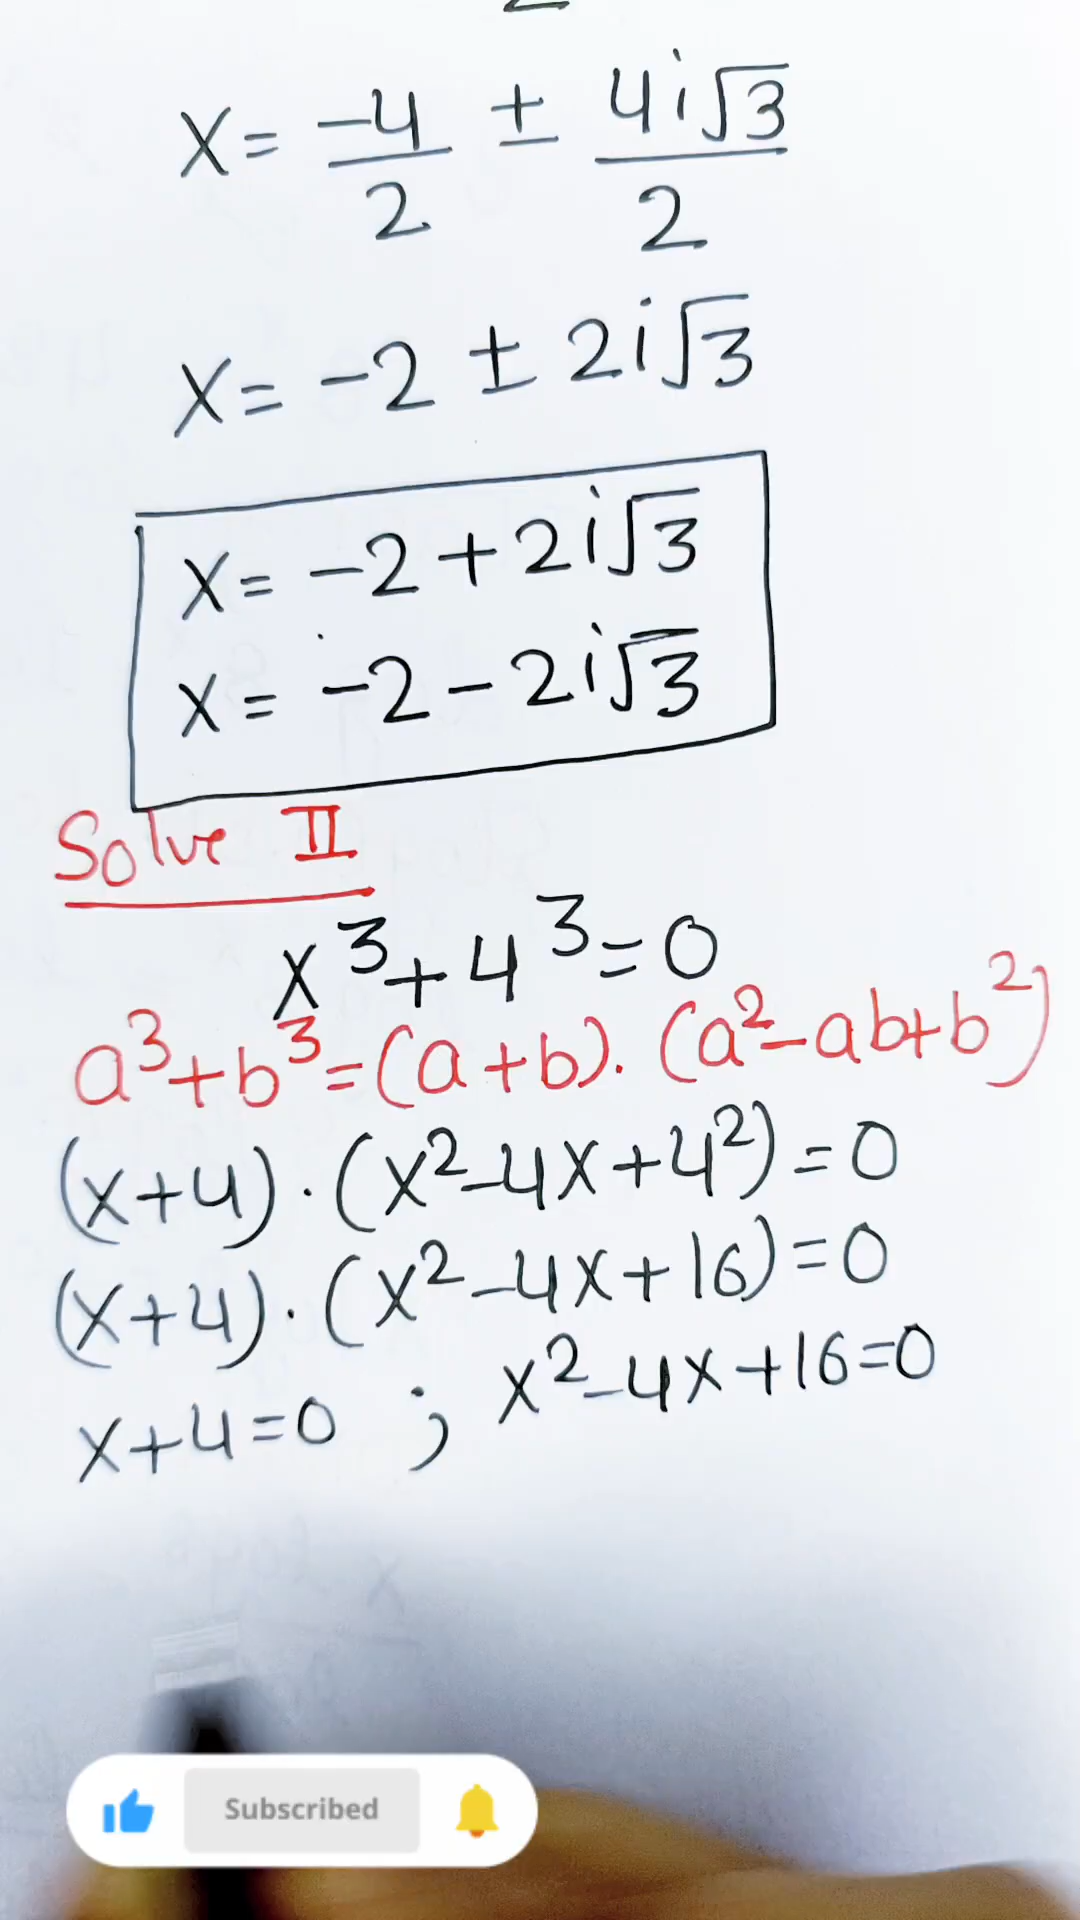 x = -4/2 ± 4i√3/2
x = -2 ± 2i√3
x = -2 + 2i√3
x = -2 - 2i√3
Solve II
x³ + 4³ = 0
a³ + b³ = (a + b). (a² - ab + b²)
(x + 4) · (x² - 4x + 4²) = 0
(x + 4) · (x² - 4x + 16) = 0
x + 4 = 0 ; x² - 4x + 16 = 0
Subscribed